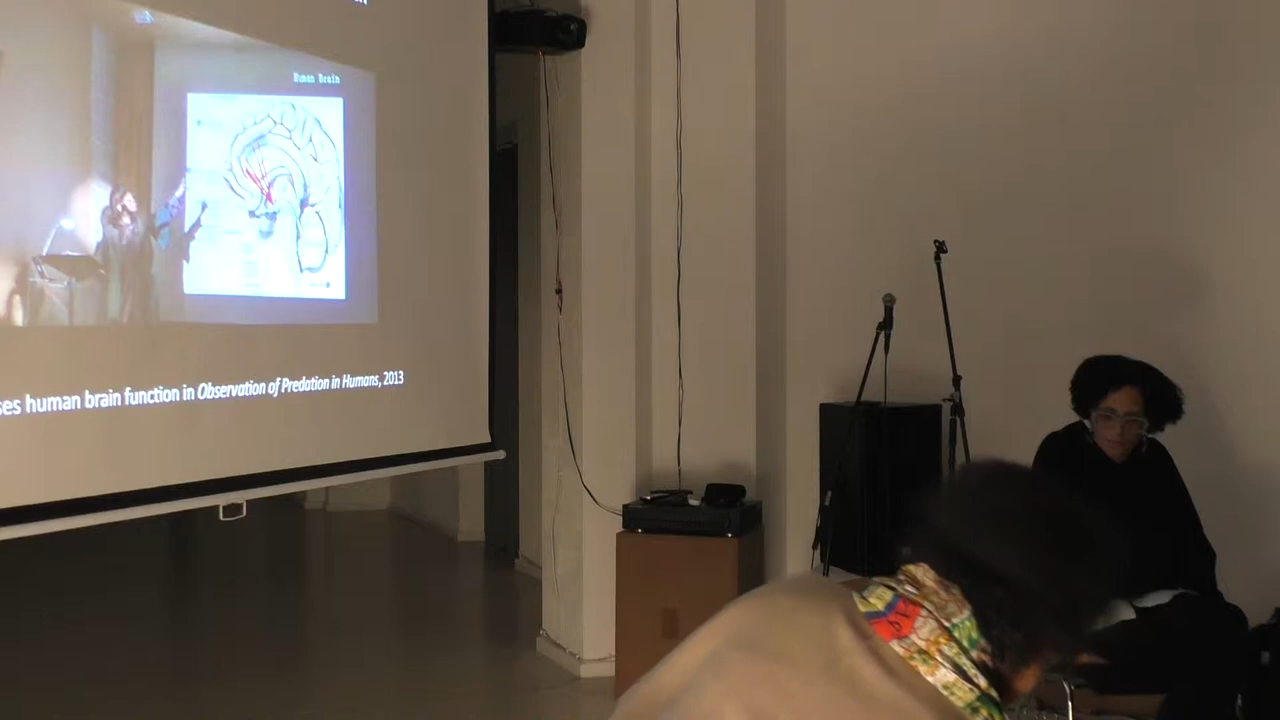 Human Brain
ses human brain function in Observation of Predation in Humans, 2013